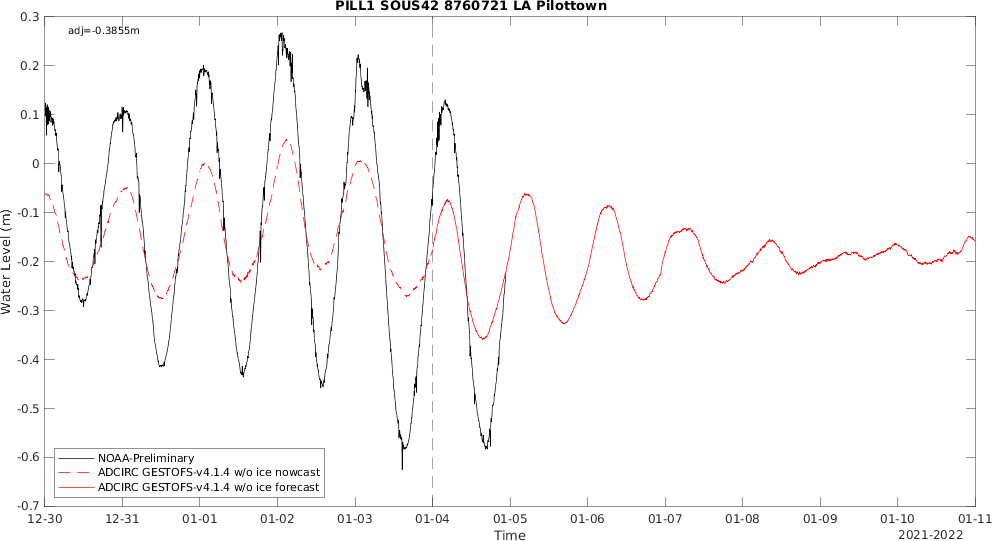 PILL1 SOUS42 8760721 LA Pilottown
adj=-0.3855m
0.3
0.2
0.1
0
-0.1
-0.2
-0.3
-0.4
-0.5
-0.6
-0.7
Water Level (m)
NOAA-Preliminary
ADCIRC GESTOFS-v4.1.4 w/o ice nowcast
ADCIRC GESTOFS-v4.1.4 w/o ice forecast
12-30 12-31 01-01 01-02 01-03 01-04 01-05 01-06 01-07 01-08 01-09 01-10 01-11
Time
2021-2022